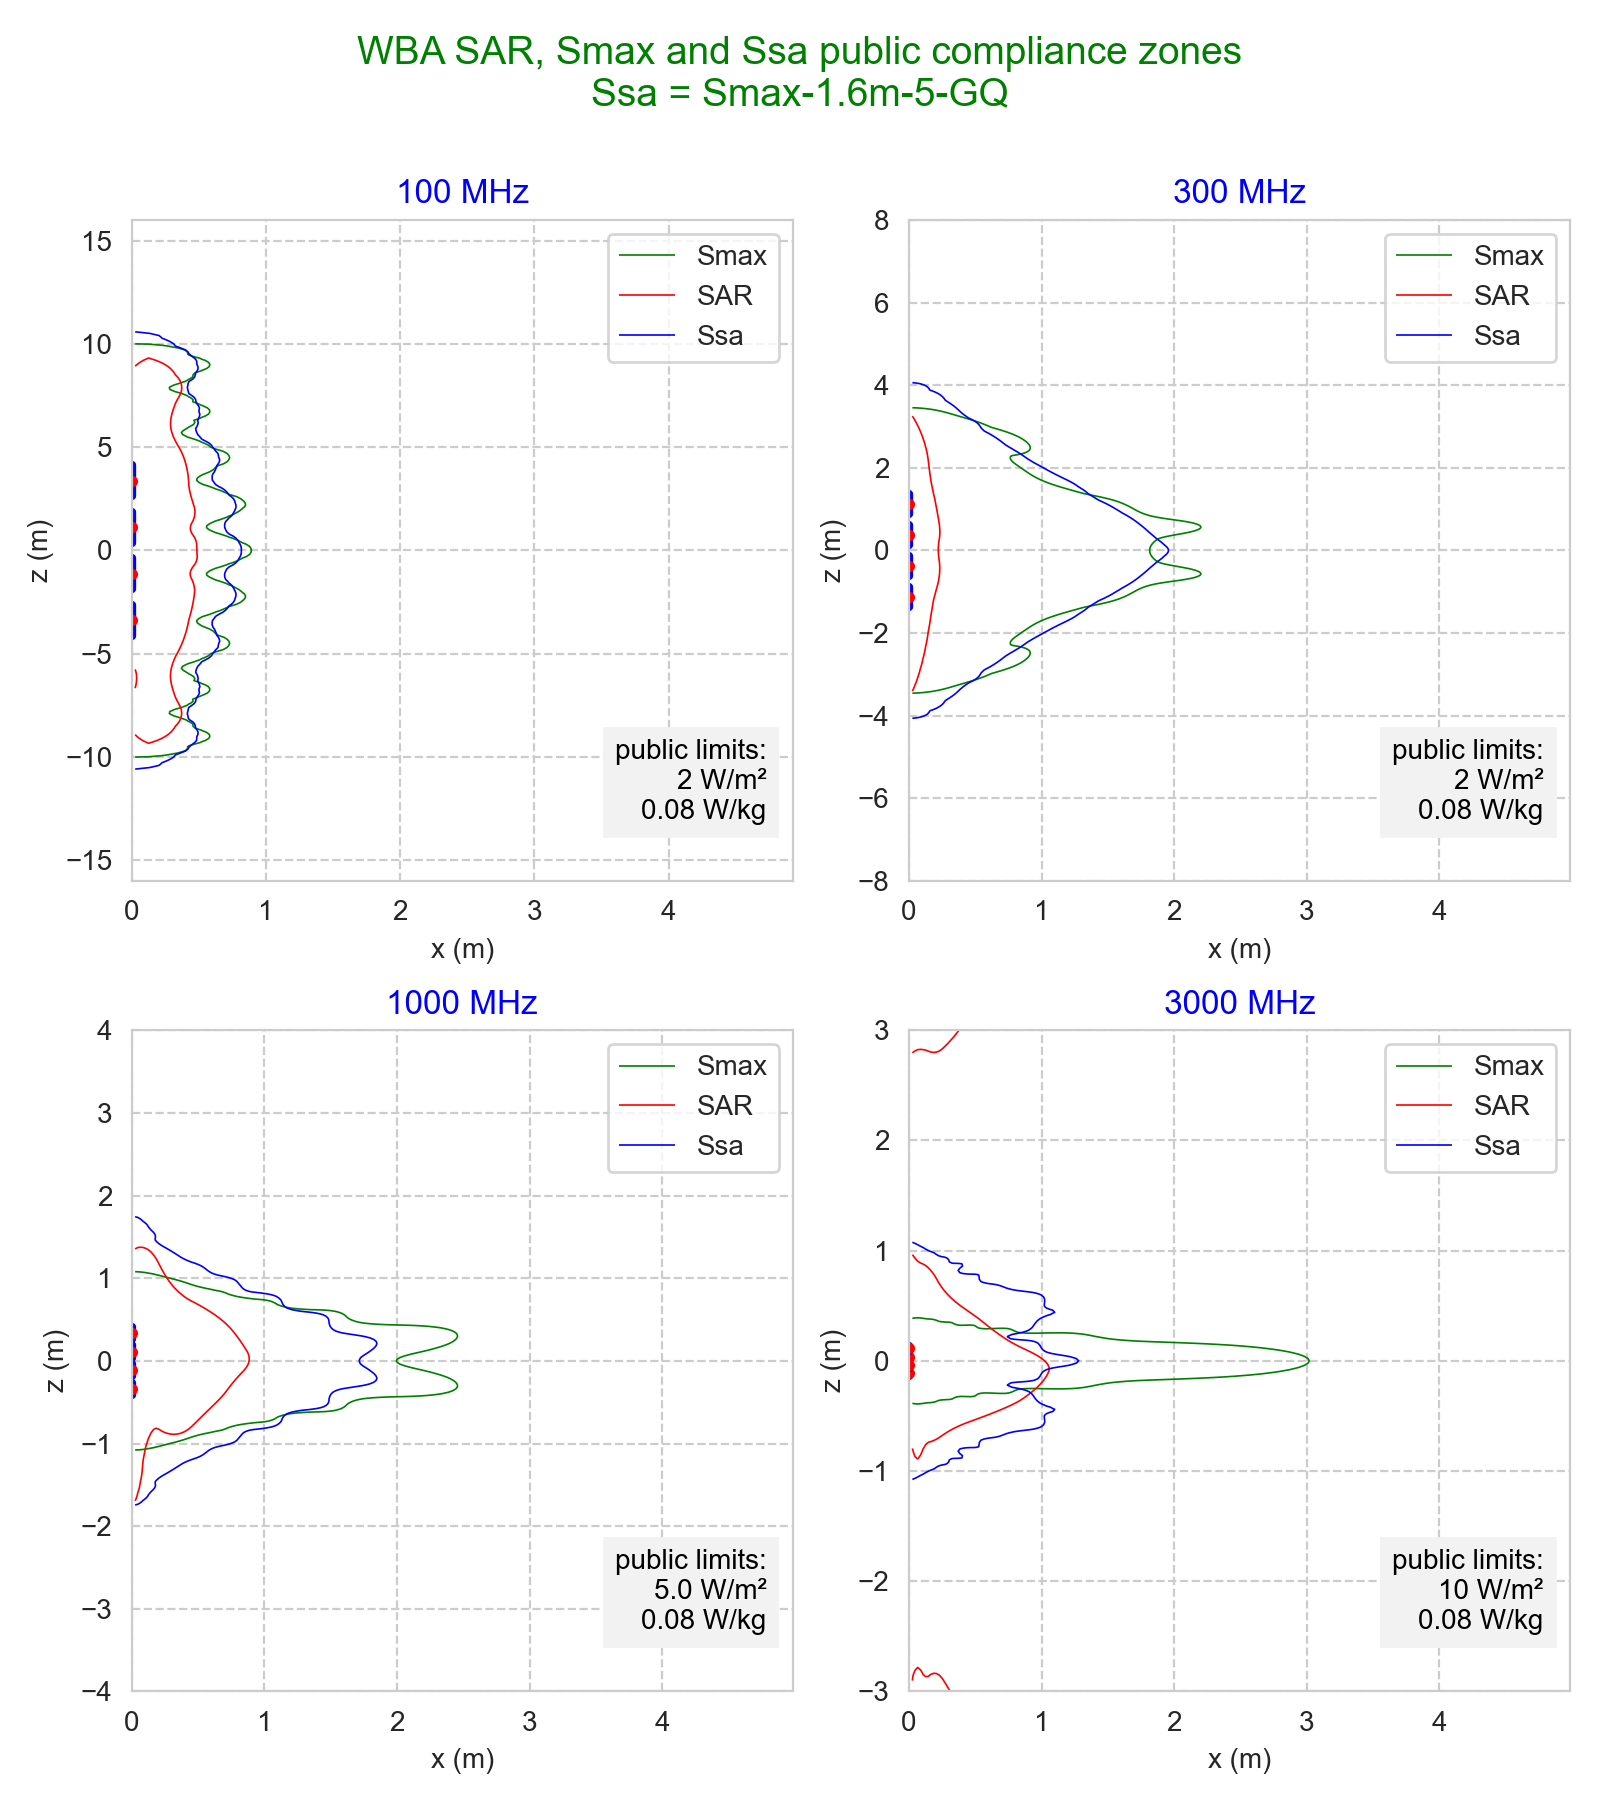 WBA SAR, Smax and Ssa public compliance zones
Ssa = Smax-1.6m-5-GQ
100 MHz
15
10
5
0
−5
−10
−15
z (m)
0 1 2 3 4
x (m)
Smax
SAR
Ssa
public limits:
2 W/m²
0.08 W/kg
300 MHz
8
6
4
2
0
−2
−4
−6
−8
z (m)
0 1 2 3 4
x (m)
Smax
SAR
Ssa
public limits:
2 W/m²
0.08 W/kg
1000 MHz
4
3
2
1
0
−1
−2
−3
−4
z (m)
0 1 2 3 4
x (m)
Smax
SAR
Ssa
public limits:
5.0 W/m²
0.08 W/kg
3000 MHz
3
2
1
0
−1
−2
−3
z (m)
0 1 2 3 4
x (m)
Smax
SAR
Ssa
public limits:
10 W/m²
0.08 W/kg